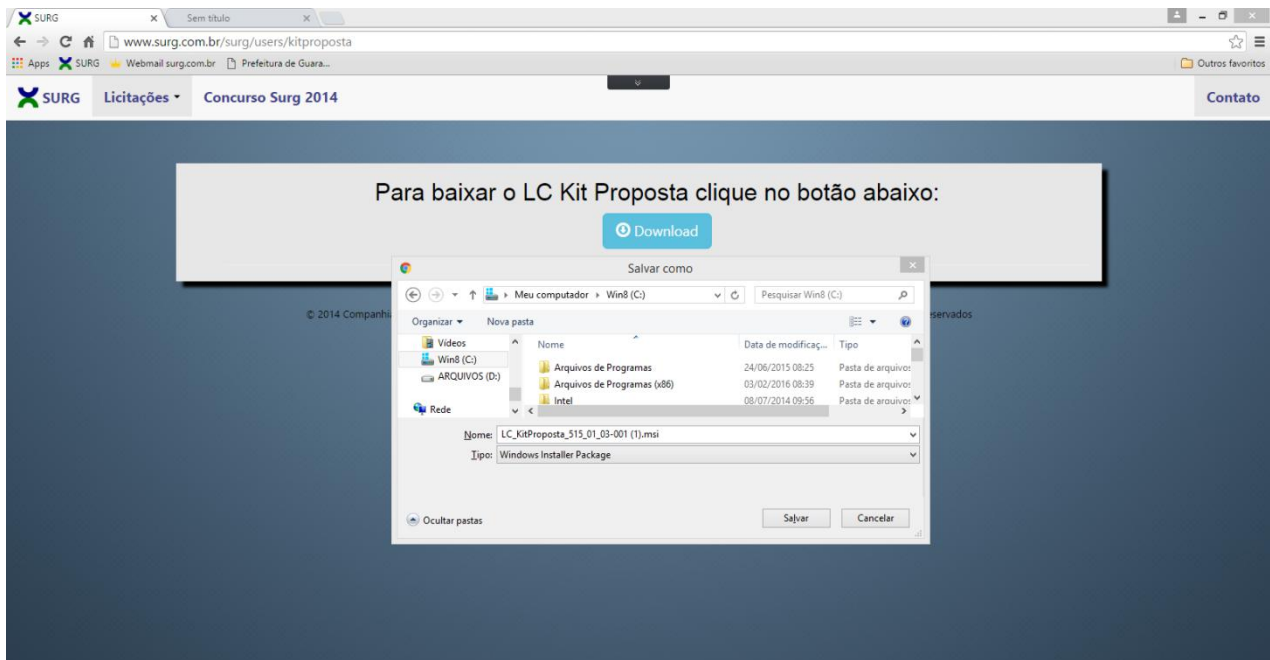 SURG
Sem título
www.surg.com.br/surg/users/kitproposta
Apps SURG Webmail surg.com.br Prefeitura de Guara... Outros favoritos
SURG Licitações Concurso Surg 2014 Contato
Para baixar o LC Kit Proposta clique no botão abaixo:
Download
Salvar como
Meu computador Win8 (C:) Pesquisar Win8 (C:)
© 2014 Companhi
servados
Organizar Nova pasta
Vídeos
Win8 (C:)
ARQUIVOS (D:)
Rede
Nome Data de modificaç... Tipo
Arquivos de Programas 24/06/2015 08:25 Pasta de arquivos
Arquivos de Programas (x86) 03/02/2016 08:39 Pasta de arquivos
Intel 08/07/2014 09:56 Pasta de arquivos
Nome: LC_KitProposta_515_01_03-001 (1).msi
Tipo: Windows Installer Package
Ocultar pastas Salvar Cancelar